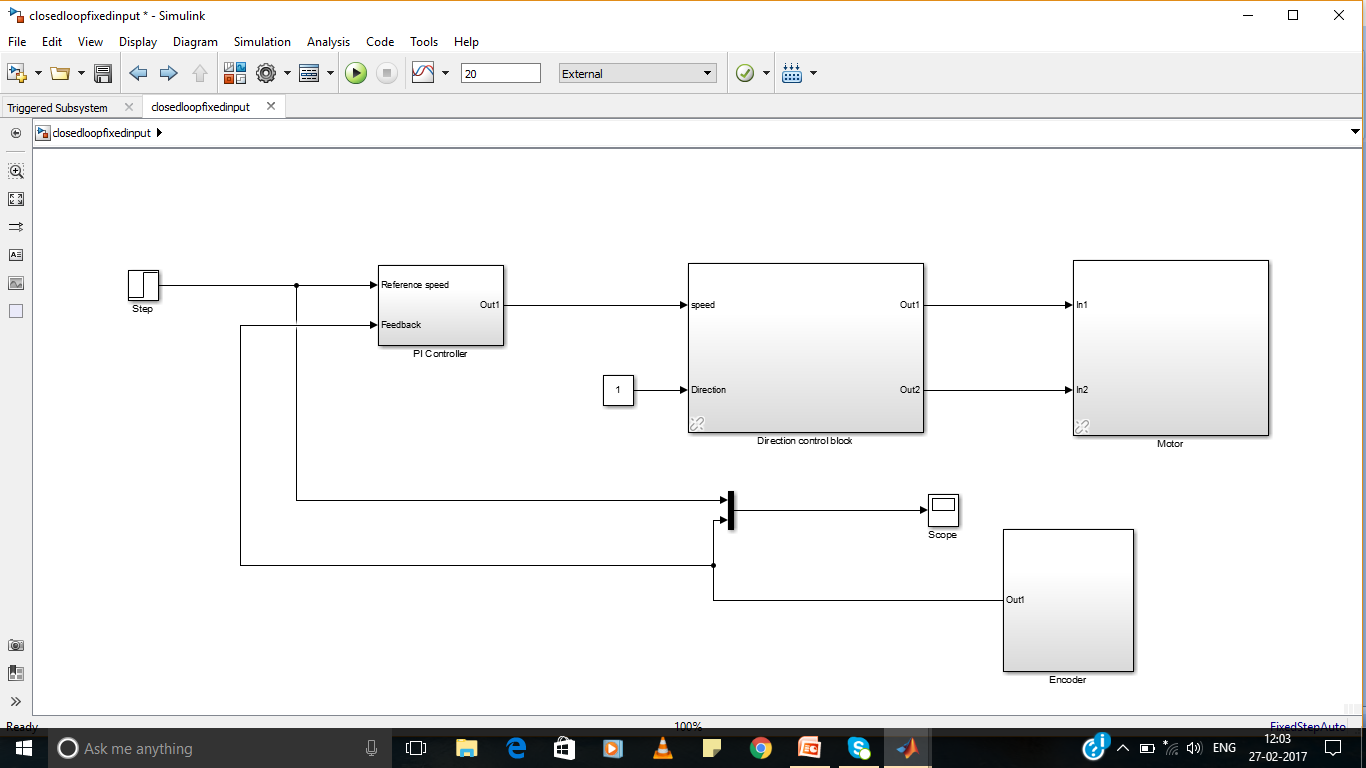 closedloopfixedinput * - Simulink
File Edit View Display Diagram Simulation Analysis Code Tools Help
20 External
Triggered Subsystem closedloopfixedinput
closedloopfixedinput
Step
Reference speed
Feedback
Out1
PI Controller
1
speed
Direction
Out1
Out2
Direction control block
In1
In2
Motor
Scope
Out1
Encoder
Ready 100% FixedStepAuto
Ask me anything
ENG
12:03
27-02-2017